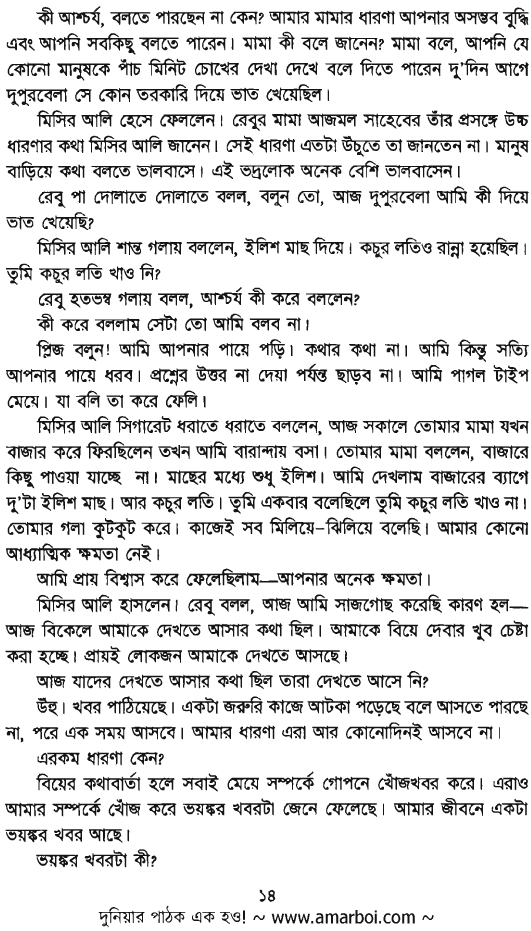 কী আশ্চর্য, বলতে পারছেন না কেন? আমার মামার ধারণা আপনার অসম্ভব বুদ্ধি
এবং আপনি সবকিছু বলতে পারেন। মামা কী বলে জানেন? মামা বলে, আপনি যে
কোনো মানুষকে পাঁচ মিনিট চোখের দেখা দেখে বলে দিতে পারেন দু'দিন আগে
দুপুরবেলা সে কোন তরকারি দিয়ে ভাত খেয়েছিল।
মিসির আলি হেসে ফেললেন। রেবুর মামা আজমল সাহেবের তাঁর প্রসঙ্গে উচ্চ
ধারণার কথা মিসির আলি জানেন। সেই ধারণা এতটা উঁচুতে তা জানতেন না। মানুষ
বাড়িয়ে কথা বলতে ভালবাসে। এই ভদ্রলোক অনেক বেশি ভালবাসেন।
রেবু পা দোলাতে দোলাতে বলল, বলুন তো, আজ দুপুরবেলা আমি কী দিয়ে
ভাত খেয়েছি?
মিসির আলি শান্ত গলায় বললেন, ইলিশ মাছ দিয়ে। কচুর লতিও রান্না হয়েছিল।
তুমি কচুর লতি খাও নি?
রেবু হতভম্ব গলায় বলল, আশ্চর্য কী করে বললেন?
কী করে বললাম সেটা তো আমি বলব না।
প্লিজ বলুন! আমি আপনার পায়ে পড়ি। কথার কথা না। আমি কিন্তু সত্যি
আপনার পায়ে ধরব। প্রশ্নের উত্তর না দেয়া পর্যন্ত ছাড়ব না। আমি পাগল টাইপ
মেয়ে। যা বলি তা করে ফেলি।
মিসির আলি সিগারেট ধরাতে ধরাতে বললেন, আজ সকালে তোমার মামা যখন
বাজার করে ফিরছিলেন তখন আমি বারান্দায় বসা। তোমার মামা বললেন, বাজারে
কিছু পাওয়া যাচ্ছে না। মাছের মধ্যে শুধু ইলিশ। আমি দেখলাম বাজারের ব্যাগে
দু'টা ইলিশ মাছ। আর কচুর লতি। তুমি একবার বলেছিলে তুমি কচুর লতি খাও না।
তোমার গলা কুটকুট করে। কাজেই সব মিলিয়ে-ঝিলিয়ে বলেছি। আমার কোনো
আধ্যাত্মিক ক্ষমতা নেই।
আমি প্রায় বিশ্বাস করে ফেলেছিলাম—আপনার অনেক ক্ষমতা।
মিসির আলি হাসলেন। রেবু বলল, আজ আমি সাজগোছ করেছি কারণ হল—
আজ বিকেলে আমাকে দেখতে আসার কথা ছিল। আমাকে বিয়ে দেবার খুব চেষ্টা
করা হচ্ছে। প্রায়ই লোকজন আমাকে দেখতে আসছে।
আজ যাদের দেখতে আসার কথা ছিল তারা দেখতে আসে নি?
উঁহু। খবর পাঠিয়েছে। একটা জরুরি কাজে আটকা পড়েছে বলে আসতে পারছে
না, পরে এক সময় আসবে। আমার ধারণা এরা আর কোনোদিনই আসবে না।
এরকম ধারণা কেন?
বিয়ের কথাবার্তা হলে সবাই মেয়ে সম্পর্কে গোপনে খোঁজখবর করে। এরাও
আমার সম্পর্কে খোঁজ করে ভয়ঙ্কর খবরটা জেনে ফেলেছে। আমার জীবনে একটা
ভয়ঙ্কর খবর আছে।
ভয়ঙ্কর খবরটা কী?
১৪
দুনিয়ার পাঠক এক হও! ~ www.amarboi.com ~